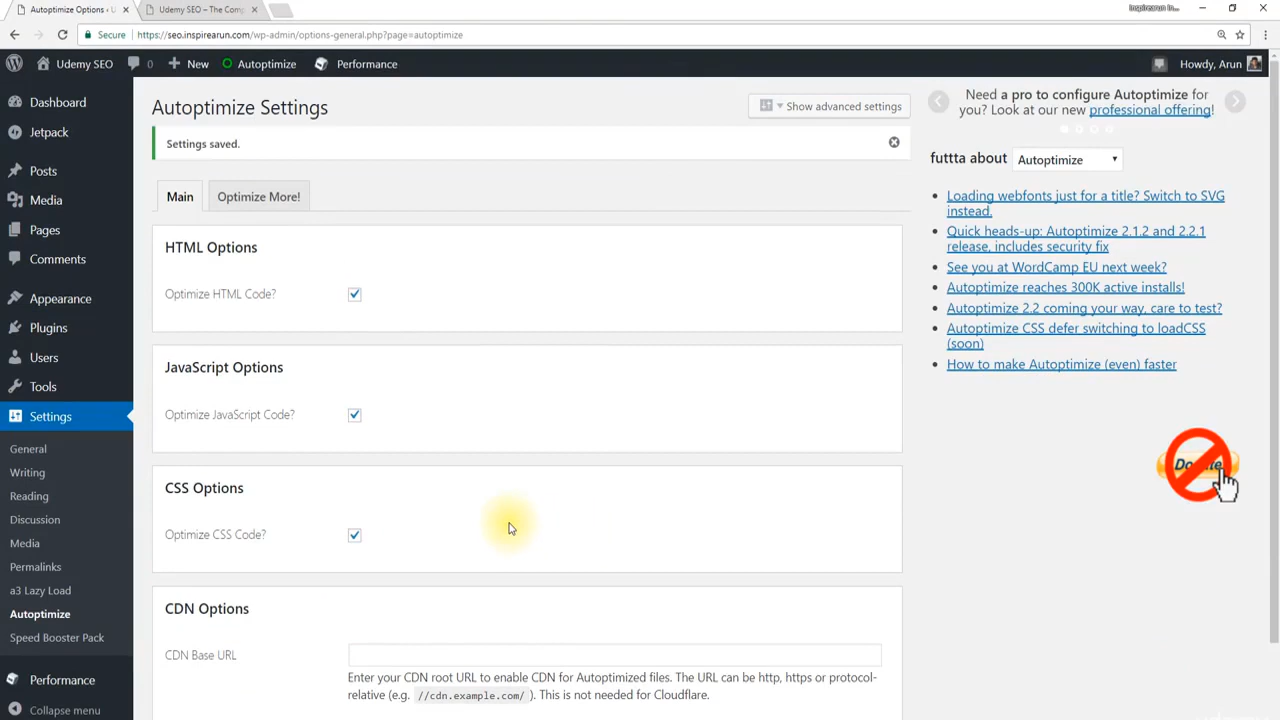 Autoptimize Options ‹ U
Udemy SEO – The Comp
inspirearun In...
Secure
https://seo.inspirearun.com/wp-admin/options-general.php?page=autoptimize
Udemy SEO
0
New
Autoptimize
Performance
Howdy, Arun
Dashboard
Jetpack
Posts
Media
Pages
Comments
Appearance
Plugins
Users
Tools
Settings
General
Writing
Reading
Discussion
Media
Permalinks
a3 Lazy Load
Autoptimize
Speed Booster Pack
Performance
Collapse menu
Autoptimize Settings
Show advanced settings
Settings saved.
Main
Optimize More!
HTML Options
Optimize HTML Code?
JavaScript Options
Optimize JavaScript Code?
CSS Options
Optimize CSS Code?
CDN Options
CDN Base URL
Enter your CDN root URL to enable CDN for Autoptimized files. The URL can be http, https or protocol-
relative (e.g. //cdn.example.com/ ). This is not needed for Cloudflare.
Need a pro to configure Autoptimize for
you? Look at our new professional offering!
futtta about
Autoptimize
Loading webfonts just for a title? Switch to SVG
instead.
Quick heads-up: Autoptimize 2.1.2 and 2.2.1
release, includes security fix
See you at WordCamp EU next week?
Autoptimize reaches 300K active installs!
Autoptimize 2.2 coming your way, care to test?
Autoptimize CSS defer switching to loadCSS
(soon)
How to make Autoptimize (even) faster
Donate